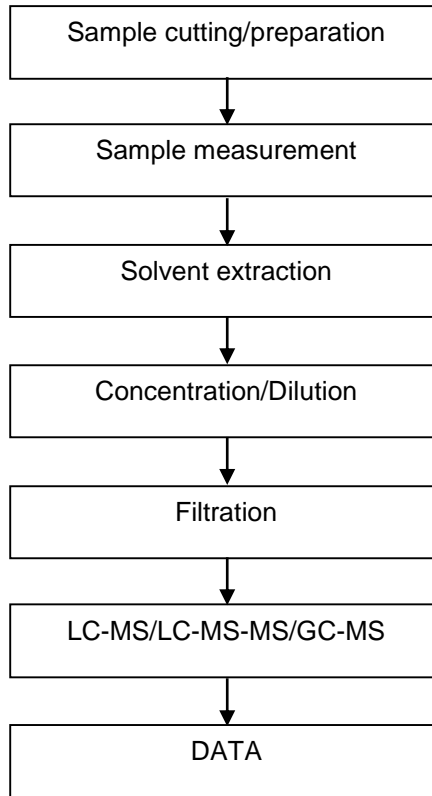 Sample cutting/preparation
Sample measurement
Solvent extraction
Concentration/Dilution
Filtration
LC-MS/LC-MS-MS/GC-MS
DATA